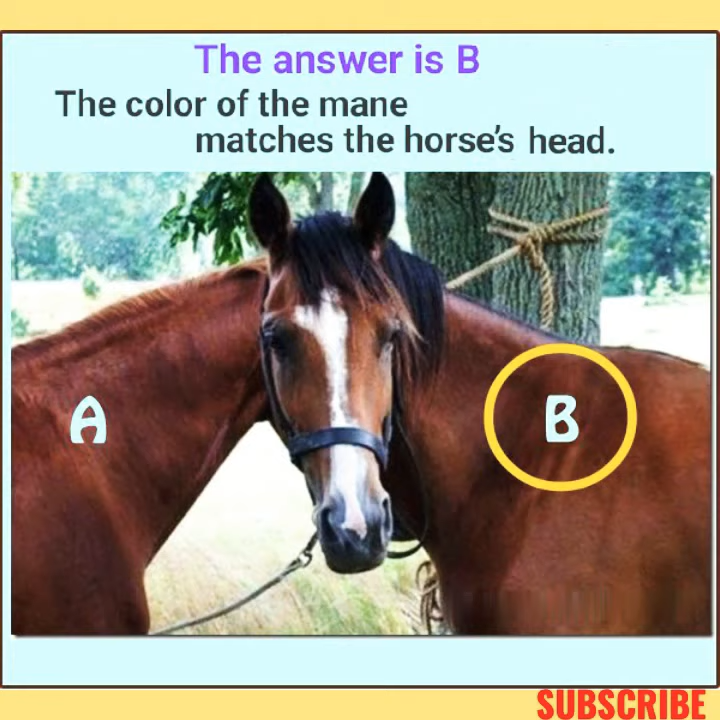 The answer is B
The color of the mane
matches the horse's head.
A
B
SUBSCRIBE